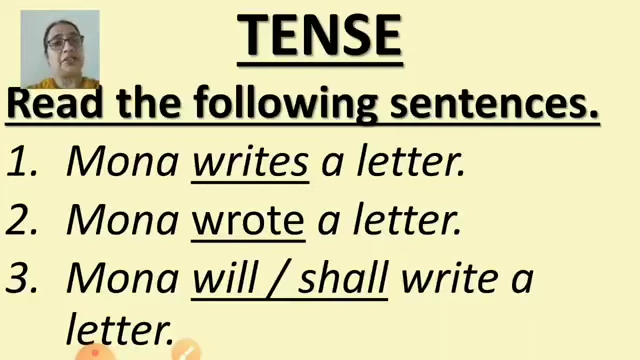 TENSE
Read the following sentences.
1. Mona writes a letter.
2. Mona wrote a letter.
3. Mona will / shall write a
letter.